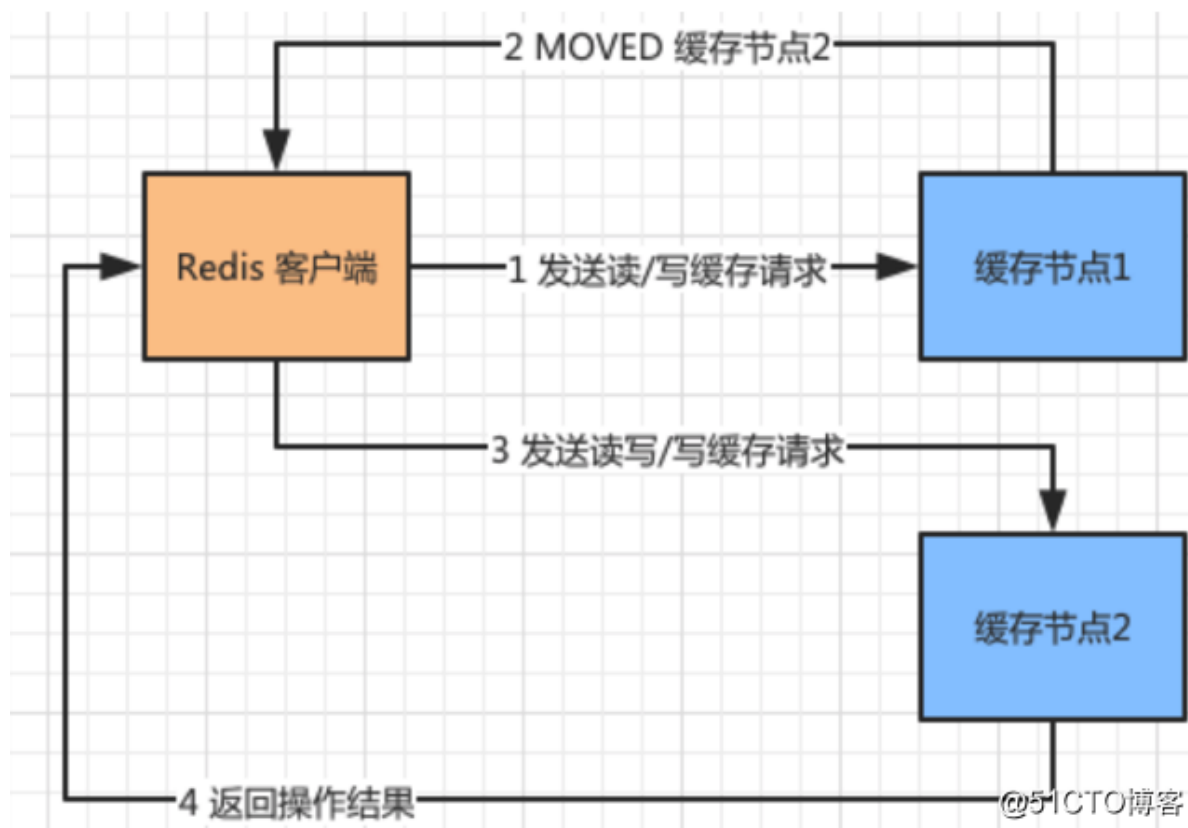 2 MOVED 缓存节点2
Redis 客户端
1 发送读/写缓存请求
缓存节点1
3 发送读写/写缓存请求
缓存节点2
4 返回操作结果
@51CTO博客